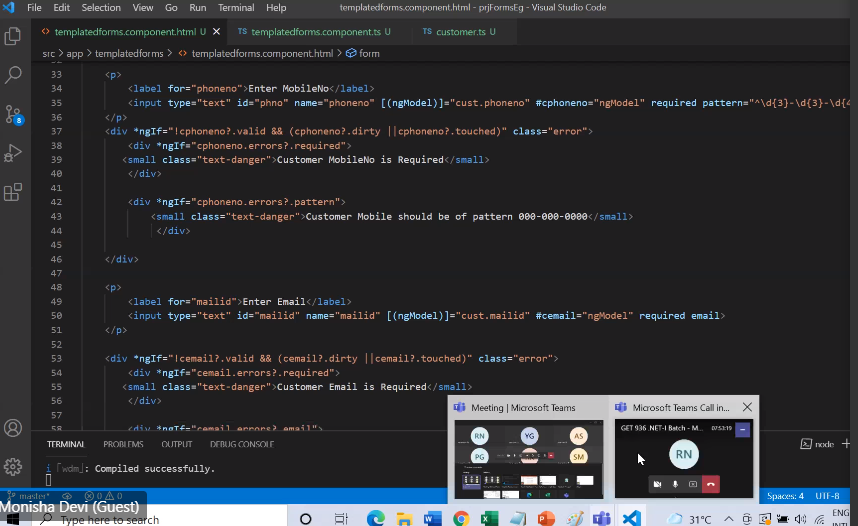 File Edit Selection View Go Run Terminal Help templatedforms.component.html - prjFormsEg - Visual Studio Code
<> templatedforms.component.html U × TS templatedforms.component.ts U TS customer.ts U
src > app > templatedforms > <> templatedforms.component.html > form
33 <p>
34 <label for="phoneno">Enter MobileNo</label>
35 <input type="text" id="phno" name="phoneno" [(ngModel)]="cust.phoneno" #cphoneno="ngModel" required pattern="^\d{3}-\d{3}-\d{4
36 </p>
37 <div *ngIf="!cphoneno?.valid && (cphoneno?.dirty ||cphoneno?.touched)" class="error">
38 <div *ngIf="cphoneno.errors?.required">
39 <small class="text-danger">Customer MobileNo is Required</small>
40 </div>
41
42 <div *ngIf="cphoneno.errors?.pattern">
43 <small class="text-danger">Customer Mobile should be of pattern 000-000-0000</small>
44 </div>
45
46 </div>
47
48 <p>
49 <label for="mailid">Enter Email</label>
50 <input type="text" id="mailid" name="mailid" [(ngModel)]="cust.mailid" #cemail="ngModel" required email>
51 </p>
52
53 <div *ngIf="!cemail?.valid && (cemail?.dirty ||cemail?.touched)" class="error">
54 <div *ngIf="cemail.errors?.required">
55 <small class="text-danger">Customer Email is Required</small>
56 </div>
57
58 <div *ngIf="cemail.errors?.email">
8
Meeting | Microsoft Teams Microsoft Teams Call in...
GET 936 .NET-I Batch - M... 07:53:19
RN YG AS
PG SM
RN
TERMINAL PROBLEMS OUTPUT DEBUG CONSOLE node
i ｢wdm｣: Compiled successfully.
master* 0 0 Spaces: 4 UTF-8
Monisha Devi (Guest)
Type here to search 31°C ENG